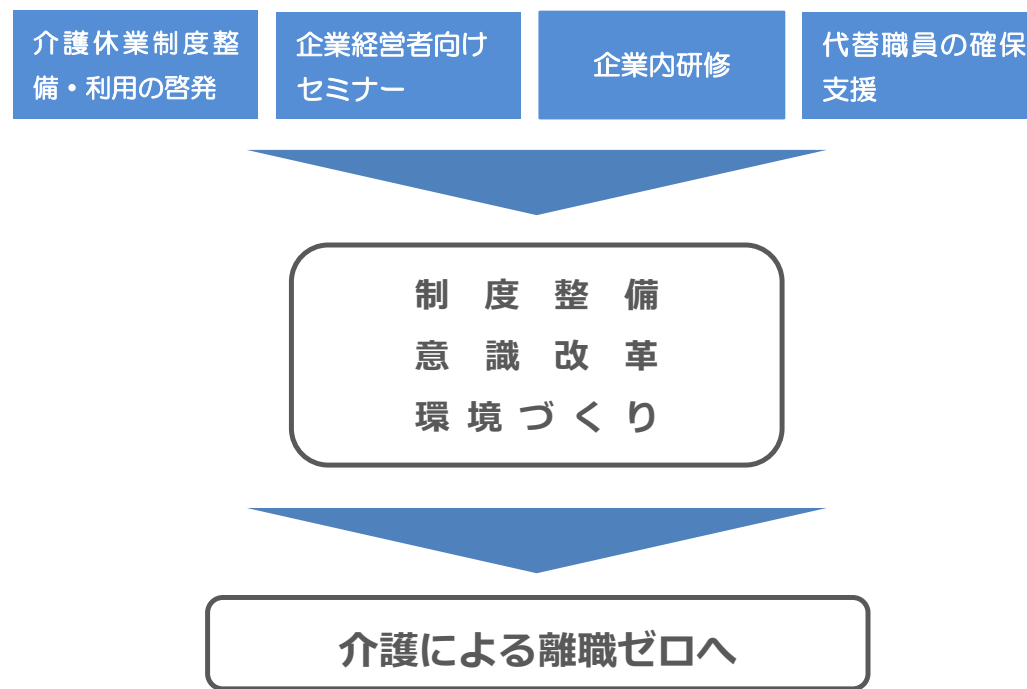 介護休業制度整
備・利用の啓発
企業経営者向け
セミナー
企業内研修
代替職員の確保
支援
制度整備
意識改革
環境づくり
介護による離職ゼロへ